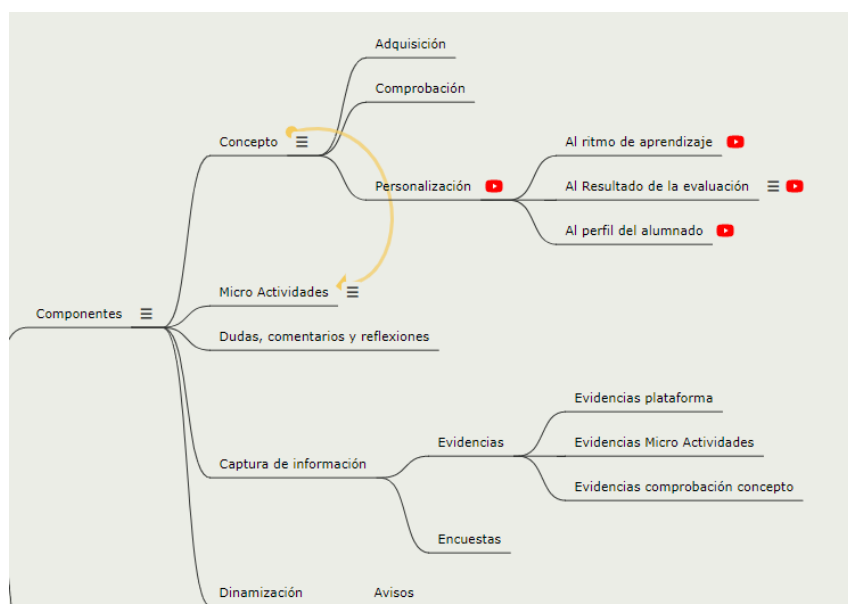 Adquisición
Comprobación
Concepto
Al ritmo de aprendizaje
Personalización
Al Resultado de la evaluación
Al perfil del alumnado
Micro Actividades
Componentes
Dudas, comentarios y reflexiones
Evidencias plataforma
Evidencias
Evidencias Micro Actividades
Captura de información
Evidencias comprobación concepto
Encuestas
Dinamización
Avisos